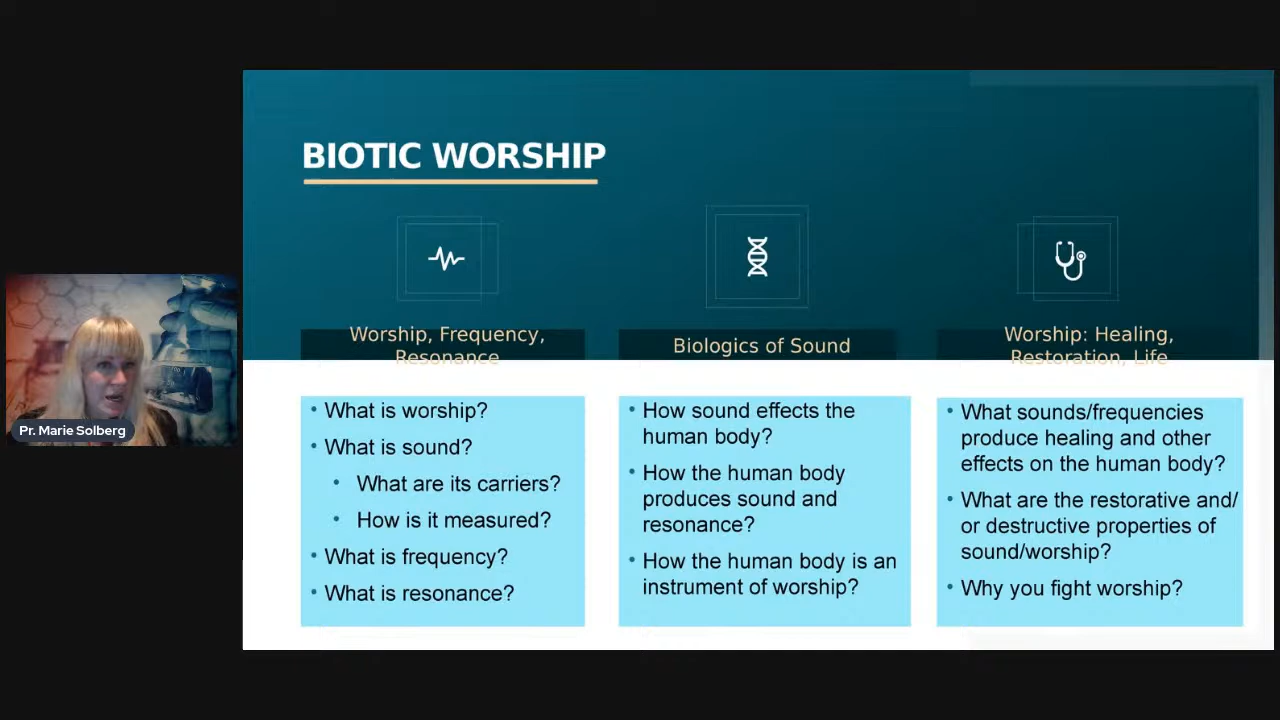 BIOTIC WORSHIP
Worship, Frequency,
Resonance
Biologics of Sound
Worship: Healing,
Restoration, Life
• What is worship?
• What is sound?
• What are its carriers?
• How is it measured?
• What is frequency?
• What is resonance?
• How sound effects the
human body?
• How the human body
produces sound and
resonance?
• How the human body is an
instrument of worship?
• What sounds/frequencies
produce healing and other
effects on the human body?
• What are the restorative and/
or destructive properties of
sound/worship?
• Why you fight worship?
Pr. Marie Solberg